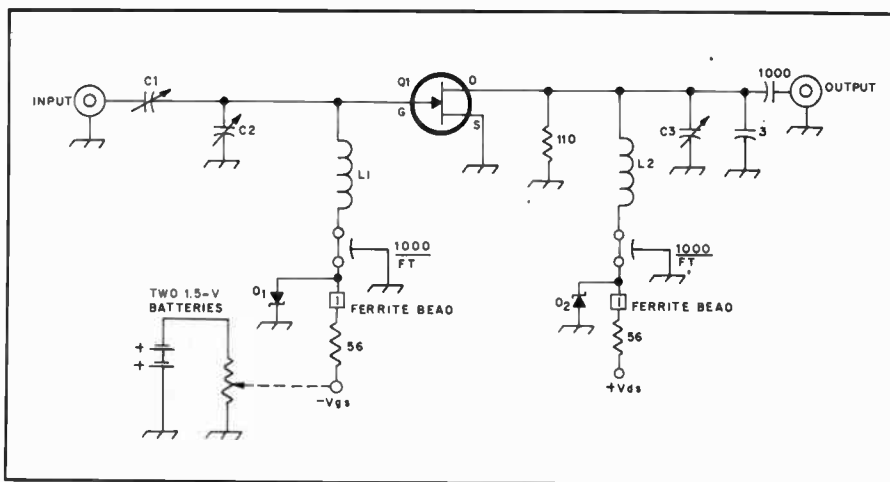 INPUT
C1
C2
L1
Q1
G
D
S
110
L2
C3
3
1000
OUTPUT
1000
FT
D1
FERRITE BEAD
56
-Vgs
TWO 1.5-V
BATTERIES
+
+
1000
FT
D2
FERRITE BEAD
56
+Vds